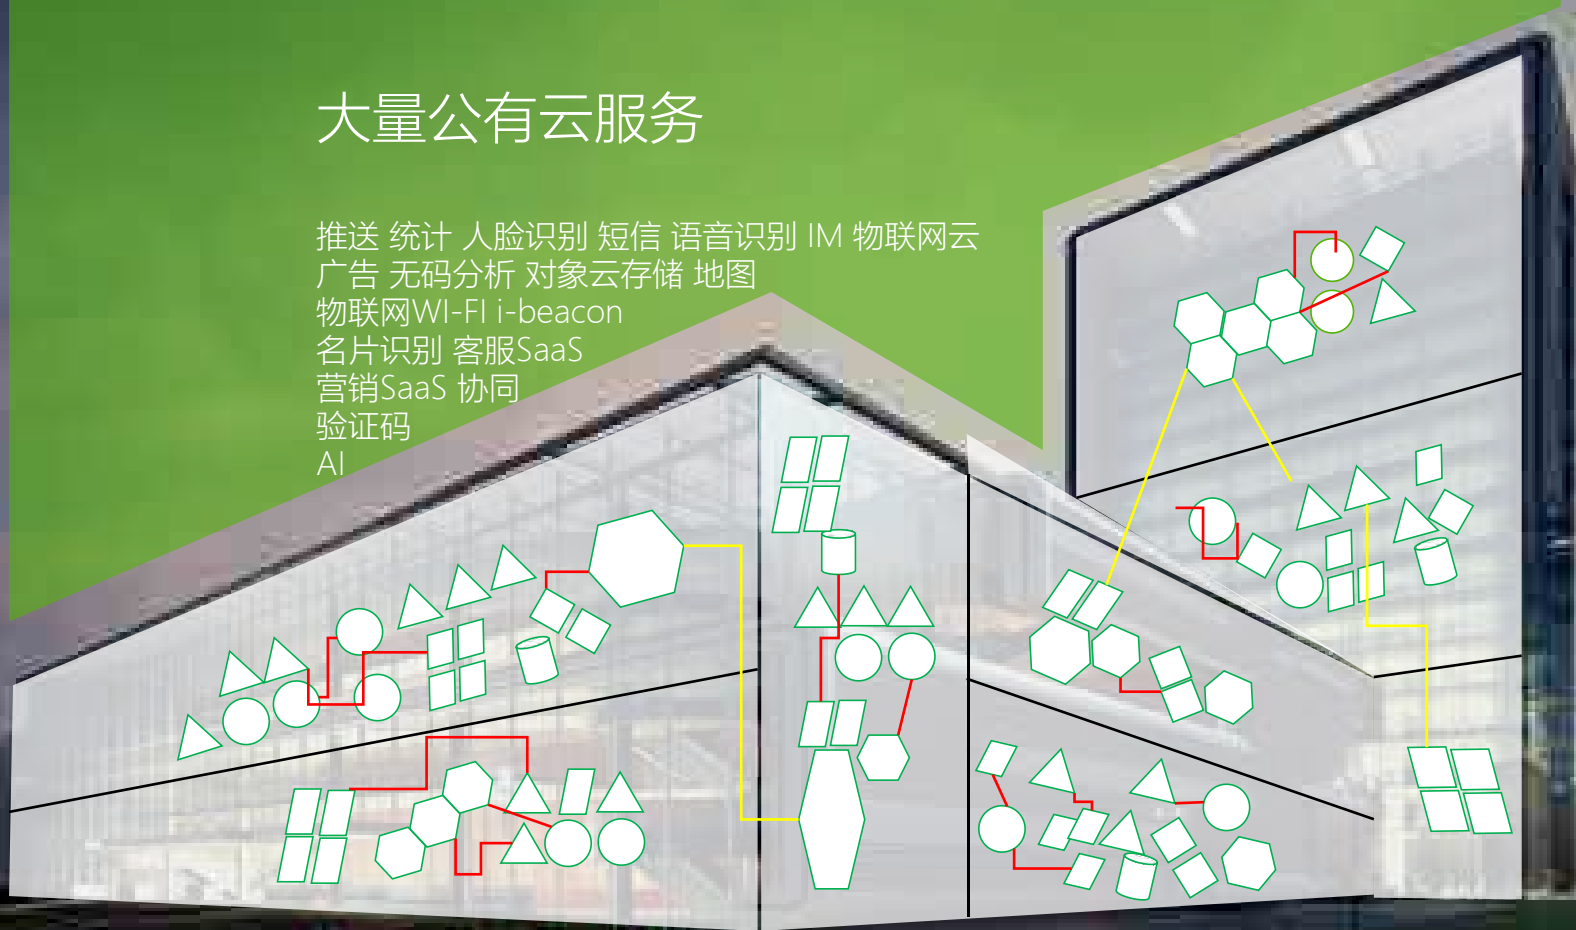 大量公有云服务
推送 统计 人脸识别 短信 语音识别 IM 物联网云
广告 无码分析 对象云存储 地图
物联网WI-FI i-beacon
名片识别 客服SaaS
营销SaaS 协同
验证码
AI